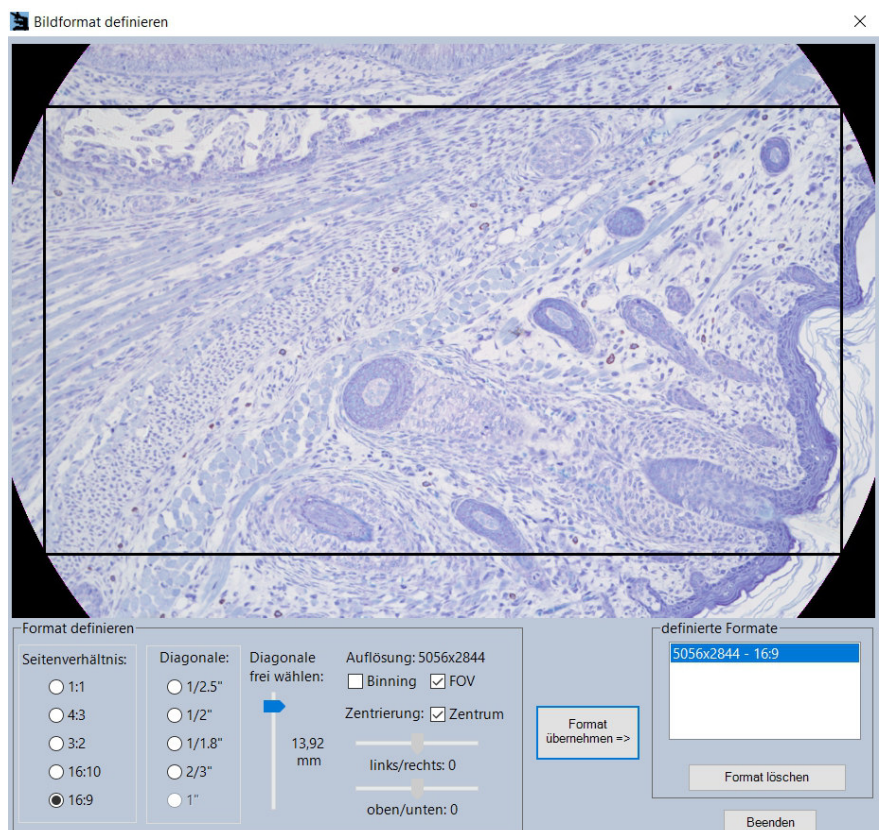 Bildformat definieren
Format definieren
Seitenverhältnis:
1:1
4:3
3:2
16:10
16:9
Diagonale:
1/2.5"
1/2"
1/1.8"
2/3"
1"
Diagonale
frei wählen:
13,92
mm
Auflösung: 5056x2844
Binning
FOV
Zentrierung:
Zentrum
links/rechts: 0
oben/unten: 0
Format
übernehmen =>
definierte Formate
5056x2844 - 16:9
Format löschen
Beenden